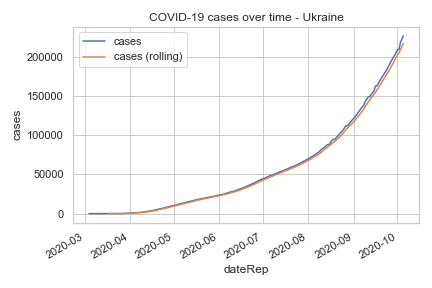 COVID-19 cases over time - Ukraine
cases
cases (rolling)
200000
150000
100000
50000
0
cases
2020-03
2020-04
2020-05
2020-06
2020-07
2020-08
2020-09
2020-10
dateRep